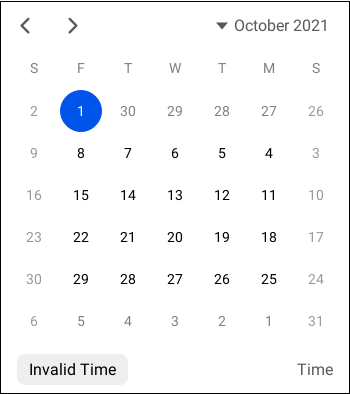 October 2021
S F T W T M S
2 1 30 29 28 27 26
9 8 7 6 5 4 3
16 15 14 13 12 11 10
23 22 21 20 19 18 17
30 29 28 27 26 25 24
6 5 4 3 2 1 31
Invalid Time Time